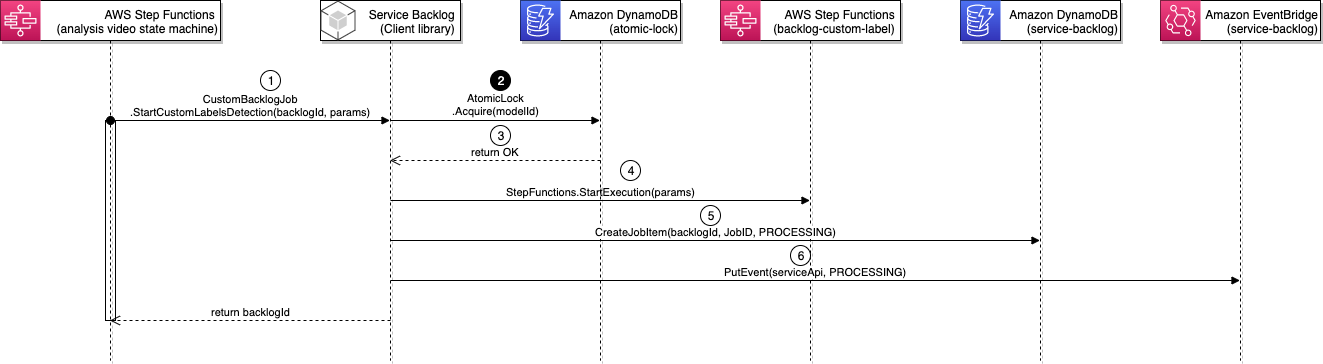 AWS Step Functions
(analysis video state machine)
Service Backlog
(Client library)
Amazon DynamoDB
(atomic-lock)
AWS Step Functions
(backlog-custom-label)
Amazon DynamoDB
(service-backlog)
Amazon EventBridge
(service-backlog)
1
CustomBacklogJob
.StartCustomLabelsDetection(backlogId, params)
2
AtomicLock
.Acquire(modelId)
3
return OK
4
StepFunctions.StartExecution(params)
5
CreateJobItem(backlogId, JobID, PROCESSING)
6
PutEvent(serviceApi, PROCESSING)
return backlogId